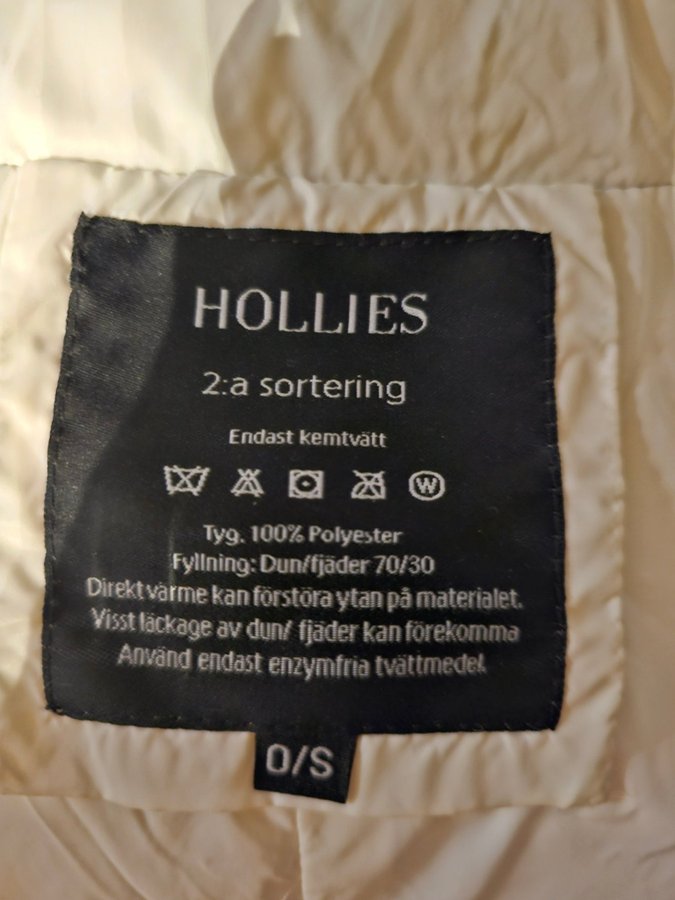 HOLLIES
2:a sortering
Endast kemtvätt
W
Tyg. 100% Polyester
Fyllning: Dun/fjäder 70/30
Direkt värme kan förstöra ytan på materialet.
Visst läckage av dun/ fjäder kan förekomma
Använd endast enzymfria tvättmedel.
O/S